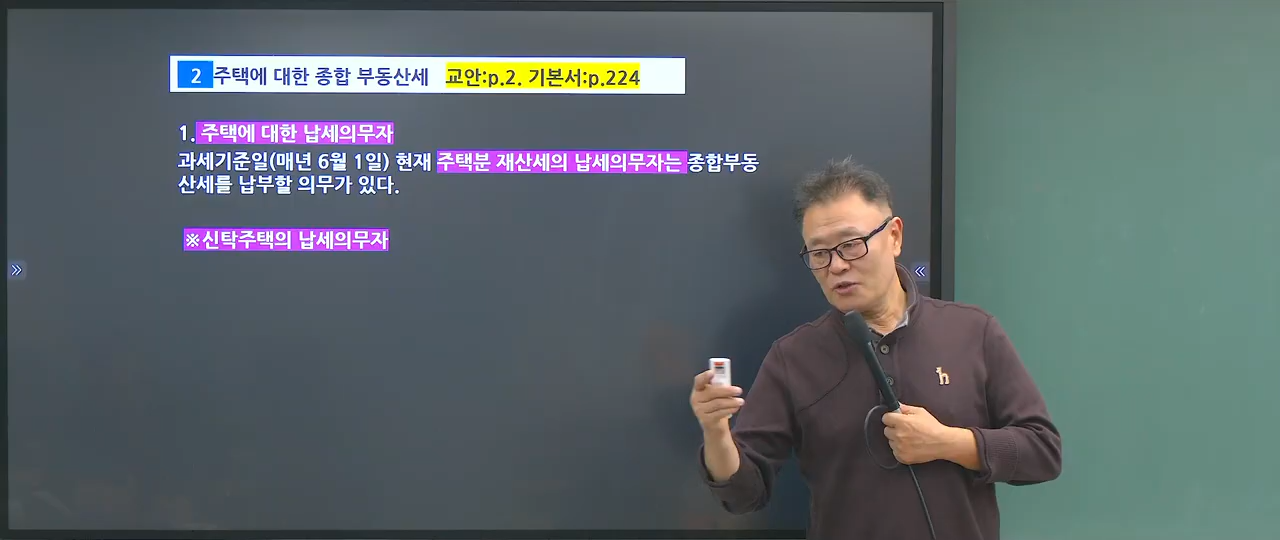 2 주택에 대한 종합 부동산세 교안:p.2. 기본서:p.224
1. 주택에 대한 납세의무자
과세기준일(매년 6월 1일) 현재 주택분 재산세의 납세의무자는 종합부동
산세를 납부할 의무가 있다.
※신탁주택의 납세의무자
h